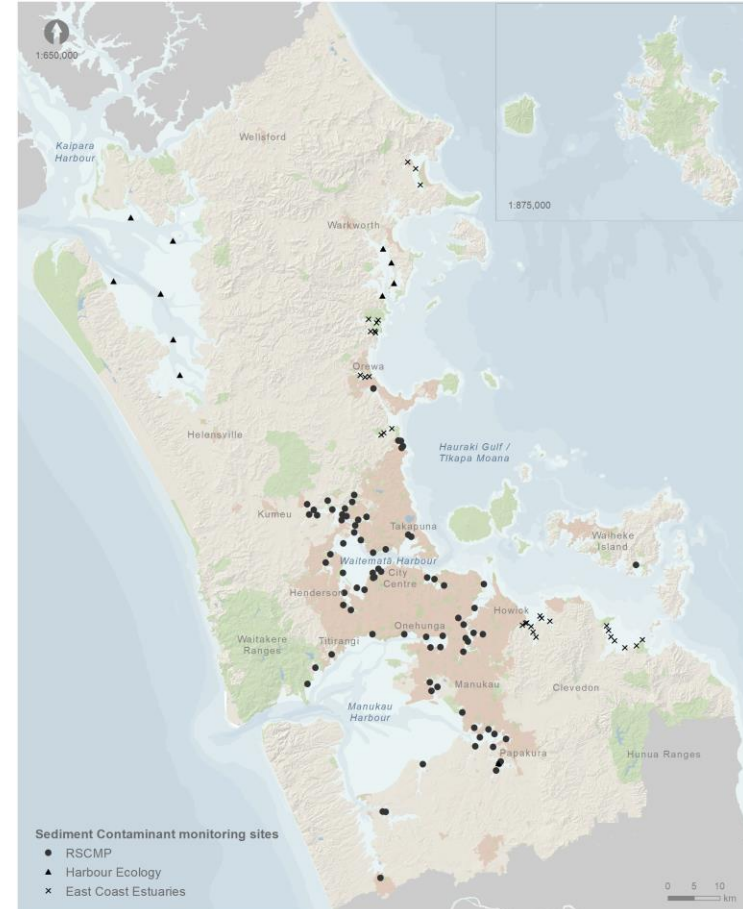 1:650,000
Kaipara
Harbour
Wellsford
1:875,000
Warkworth
Orewa
Helensville
Hauraki Gulf /
Tīkapa Moana
Kumeu
Takapuna
Waiheke
Island
Waitematā Harbour
City
Centre
Henderson
Howick
Onehunga
Titirangi
Waitakere
Ranges
Clevedon
Manukau
Manukau
Harbour
Papakura
Hunua Ranges
Sediment Contaminant monitoring sites
RSCMP
Harbour Ecology
East Coast Estuaries
0 5 10
km